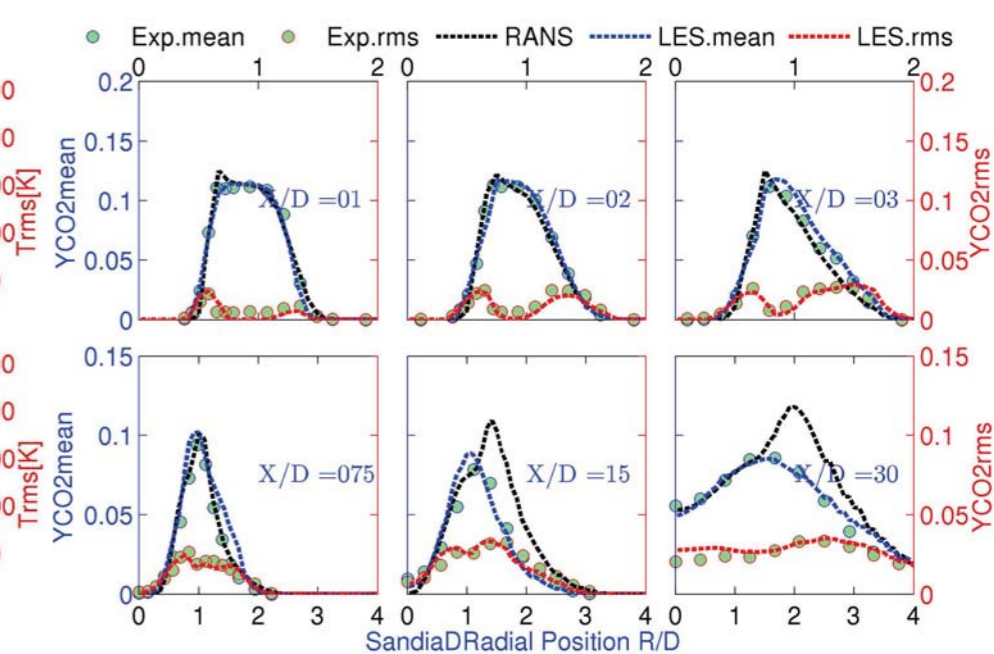 Exp.mean Exp.rms RANS LES.mean LES.rms
0 1 2 0 1 2 0 1 2
0.2 0.2
0.15 0.15
0.1 X/D =01 X/D =02 X/D =03 0.1
0.05 0.05
0 0
Trms[K] YCO2mean YCO2rms
0.15 0.15
0.1 0.1
X/D =075 X/D =15 X/D =30
0.05 0.05
0 0
Trms[K] YCO2mean YCO2rms
0 1 2 3 4 0 1 2 3 4 0 1 2 3 4
SandiaDRadial Position R/D